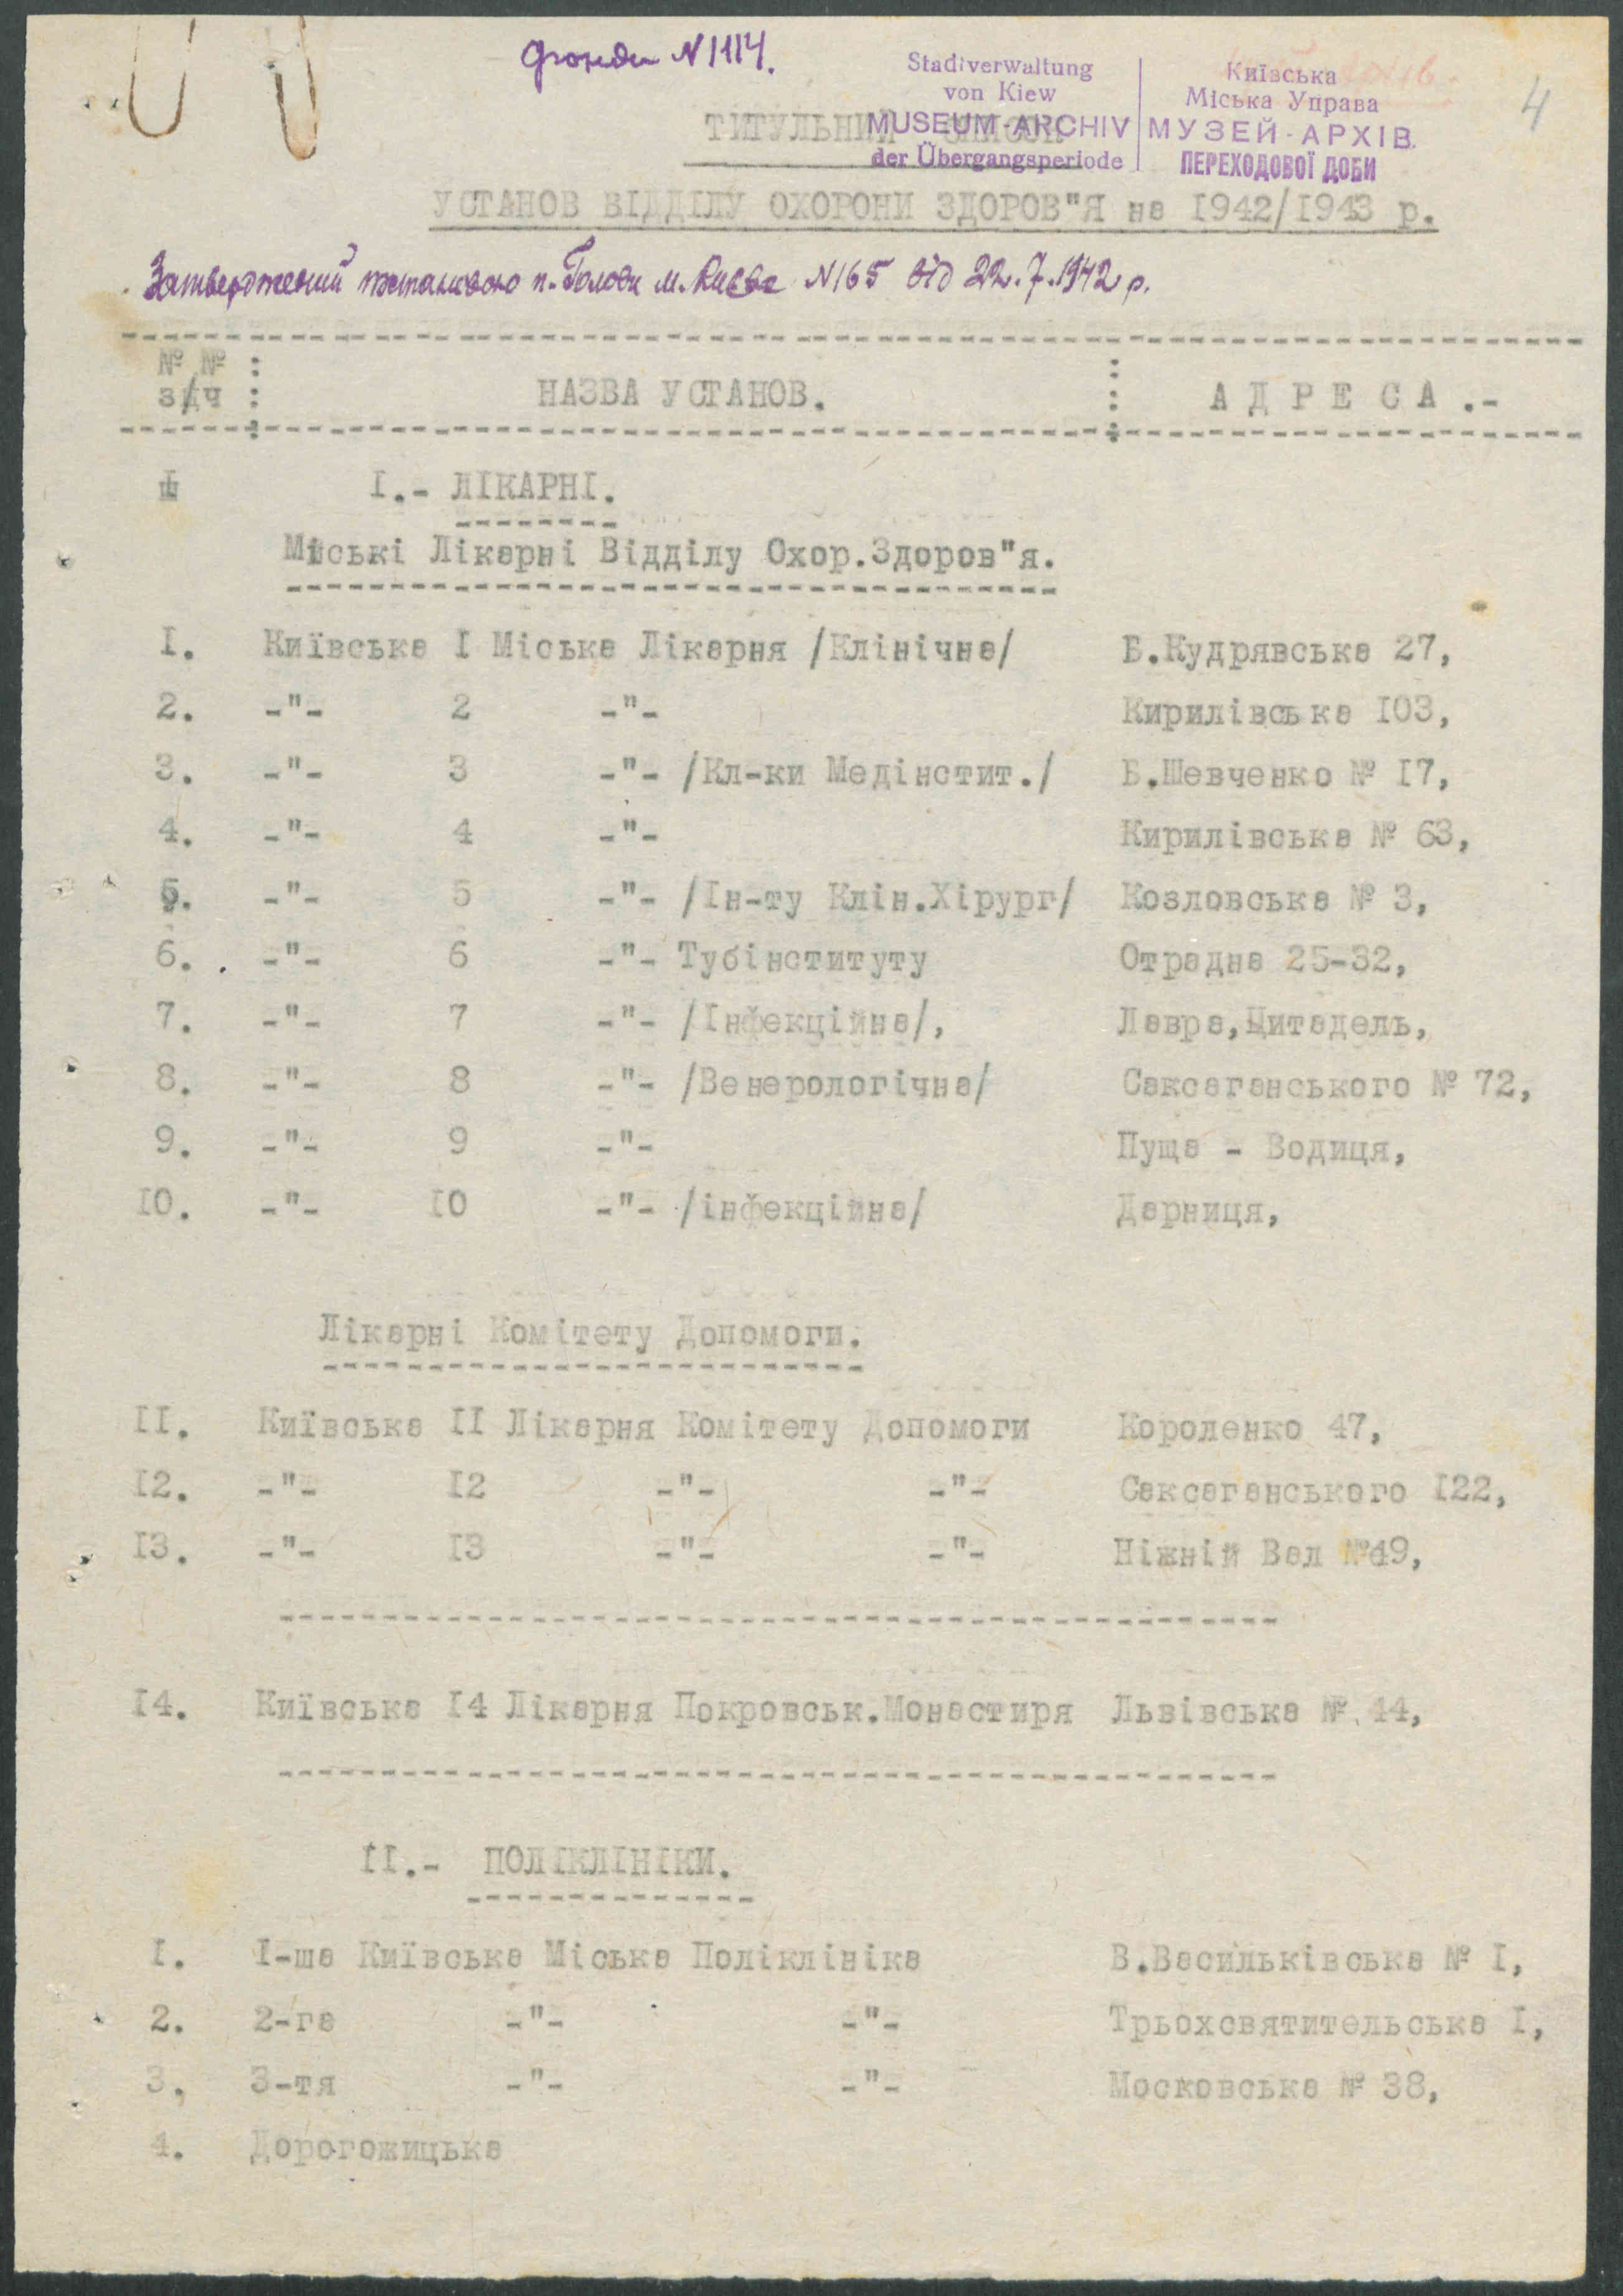 фонди N 1114.
Stadtverwaltung
von Kiew
MUSEUM-ARCHIV
der Übergangsperiode
Київська
Міська Управа
МУЗЕЙ-АРХІВ.
ПЕРЕХОДОВОЇ ДОБИ
4
ТИТУЛЬНИЙ СПИСОК
УСТАНОВ ВІДДІЛУ ОХОРОНИ ЗДОРОВ"Я на 1942/1943 р.
Затверджений постановою п. Голови м. Києва N 165 від 22.7.1942 р.
№ № з/ч : НАЗВА УСТАНОВ. : А Д Р Е С А .-
I.- ЛІКАРНІ.
Міські Лікарні Відділу Охор.Здоров"я.
I. Київська I Міська Лікарня /Клінічна/ Б.Кудрявська 27,
2. -"- 2 -"- Кирилівська I03,
3. -"- 3 -"- /Кл-ки Медінстит./ Б.Шевченко № I7,
4. -"- 4 -"- Кирилівська № 63,
5. -"- 5 -"- /Ін-ту Клін.Хірург/ Козловська № 3,
6. -"- 6 -"- Тубінституту Отрадна 25-32,
7. -"- 7 -"- /Інфекційна/, Лавра,Цитадель,
8. -"- 8 -"- /Венерологічна/ Саксаганського № 72,
9. -"- 9 -"- Пуща - Водиця,
I0. -"- I0 -"- /інфекційна/ Дарниця,
Лікарні Комітету Допомоги.
II. Київська II Лікарня Комітету Допомоги Короленко 47,
I2. -"- I2 -"- -"- Саксаганського I22,
I3. -"- I3 -"- -"- Ніжній Вал №49,
I4. Київська I4 Лікарня Покровськ.Монастиря Львівська № 44,
II.- ПОЛІКЛІНІКИ.
I. I-ша Київська Міська Поліклініка В.Васильківська № I,
2. 2-га -"- -"- Трьохсвятительська I,
3, 3-тя -"- -"- Московська № 38,
4. Дорогожицька